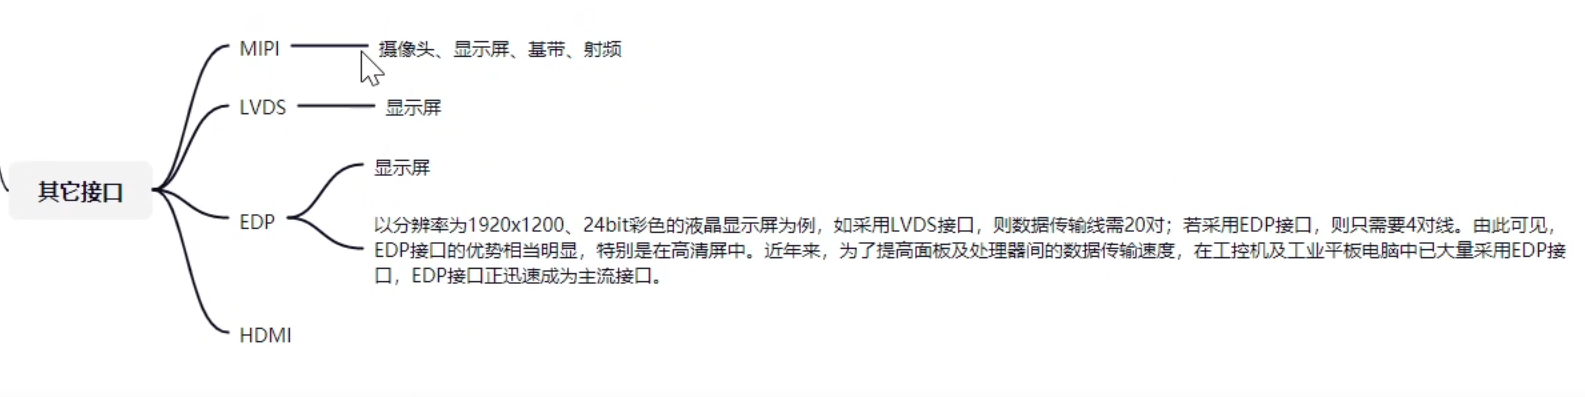 MIPI
摄像头、显示屏、基带、射频
LVDS
显示屏
其它接口
EDP
显示屏
以分辨率为1920x1200、24bit彩色的液晶显示屏为例，如采用LVDS接口，则数据传输线需20对；若采用EDP接口，则只需要4对线。由此可见，
EDP接口的优势相当明显，特别是在高清屏中。近年来，为了提高面板及处理器间的数据传输速度，在工控机及工业平板电脑中已大量采用EDP接
口，EDP接口正迅速成为主流接口。
HDMI